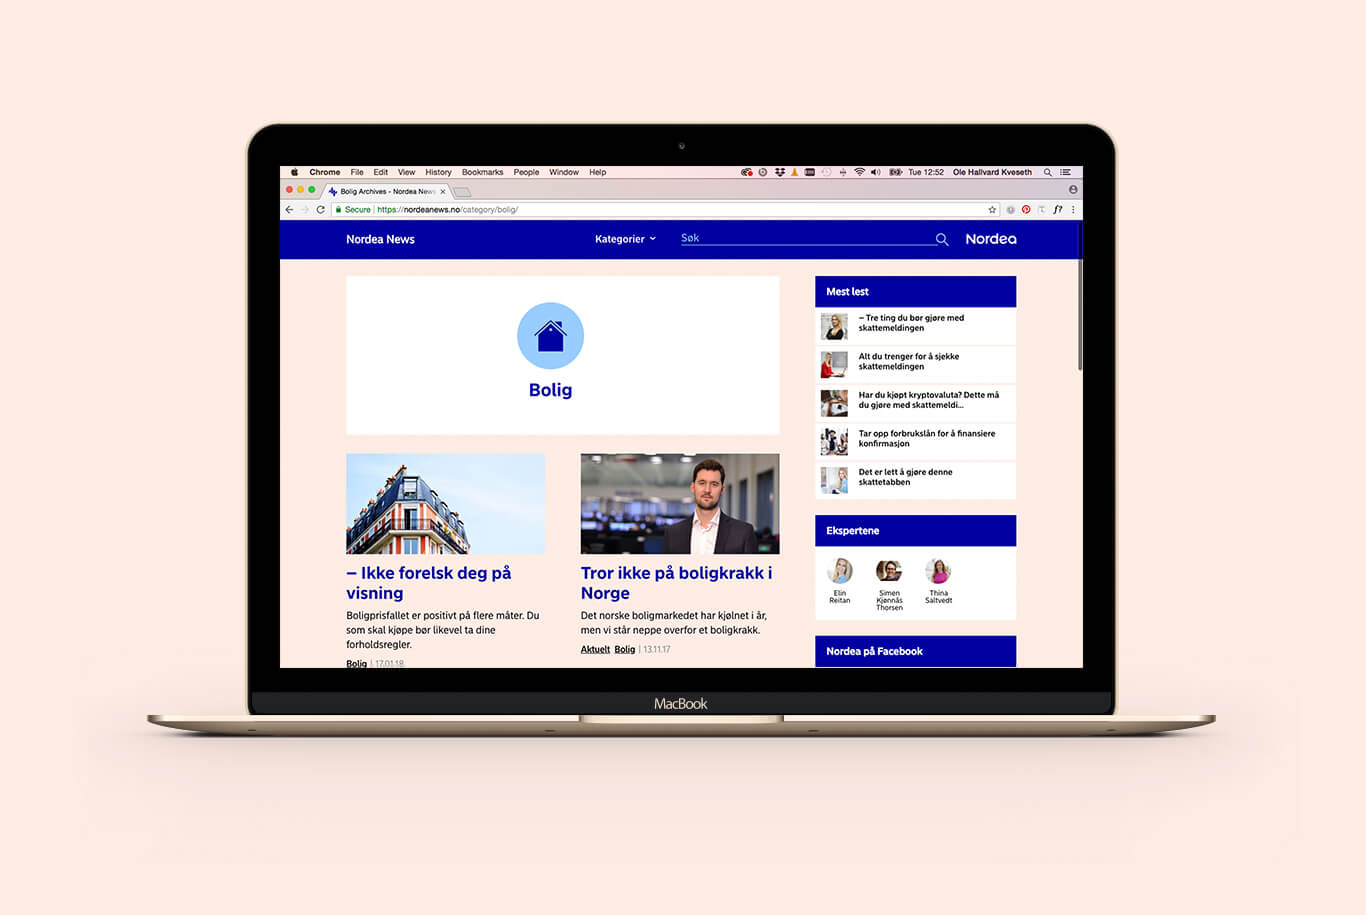 Chrome File Edit View History Bookmarks People Window Help Tue 12:52 Ole Hallvard Kveseth
Bolig Archives - Nordea News
Secure https://nordeanews.no/category/bolig/ f?
Nordea News Kategorier Søk Nordea
Bolig
– Ikke forelsk deg på
visning
Boligprisfallet er positivt på flere måter. Du
som skal kjøpe bør likevel ta dine
forholdsregler.
Bolig | 17.01.18
Tror ikke på boligkrakk i
Norge
Det norske boligmarkedet har kjølnet i år,
men vi står neppe overfor et boligkrakk.
Aktuelt Bolig | 13.11.17
Mest lest
– Tre ting du bør gjøre med
skattemeldingen
Alt du trenger for å sjekke
skattemeldingen
Har du kjøpt kryptovaluta? Dette må
du gjøre med skattemeldi...
Tar opp forbrukslån for å finansiere
konfirmasjon
Det er lett å gjøre denne
skattetabben
Ekspertene
Elin
Reitan
Simen
Kjønnås
Thorsen
Thina
Saltvedt
Nordea på Facebook
MacBook